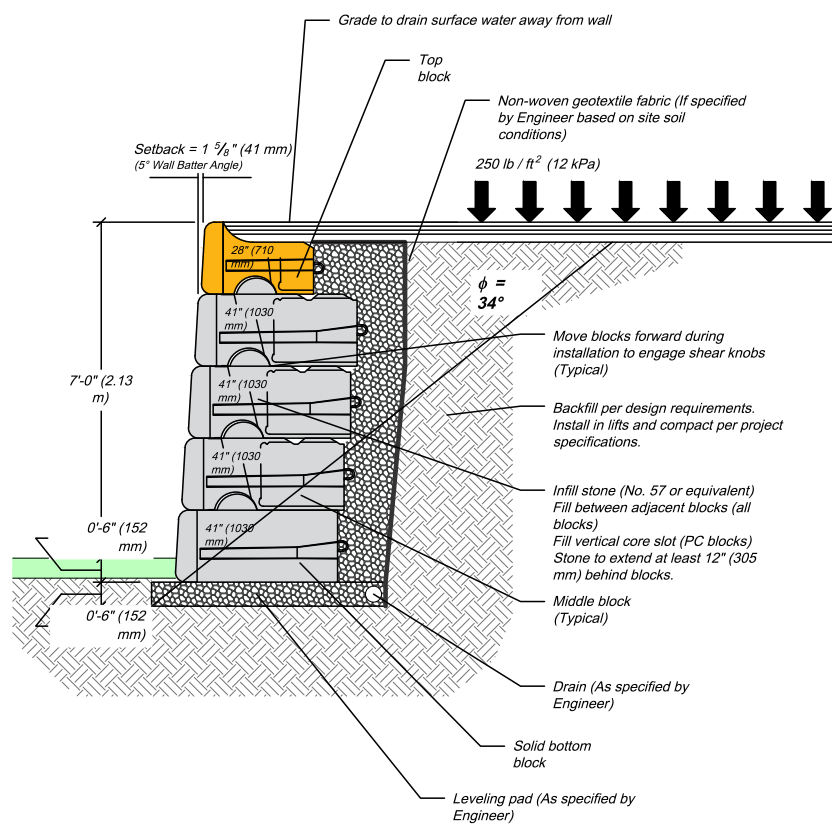 Grade to drain surface water away from wall
Top
block
Non-woven geotextile fabric (If specified
by Engineer based on site soil
conditions)
Setback = 1 5/8" (41 mm)
(5° Wall Batter Angle)
250 lb / ft² (12 kPa)
28" (710
mm)
ϕ =
34°
41" (1030
mm)
Move blocks forward during
installation to engage shear knobs
(Typical)
7'-0" (2.13
m)
41" (1030
mm)
Backfill per design requirements.
Install in lifts and compact per project
specifications.
41" (1030
mm)
Infill stone (No. 57 or equivalent)
Fill between adjacent blocks (all
blocks)
Fill vertical core slot (PC blocks)
Stone to extend at least 12" (305
mm) behind blocks.
0'-6" (152
mm)
41" (1030
mm)
Middle block
(Typical)
0'-6" (152
mm)
Drain (As specified by
Engineer)
Solid bottom
block
Leveling pad (As specified by
Engineer)